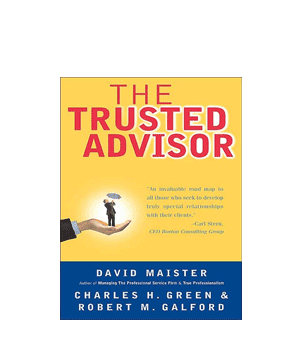 THE
TRUSTED
ADVISOR
"An invaluable road map to
all those who seek to develop
truly special relationships
with their clients."
—Carl Stern,
CEO Boston Consulting Group
DAVID MAISTER
Author of Managing The Professional Service Firm & True Professionalism
CHARLES H. GREEN &
ROBERT M. GALFORD